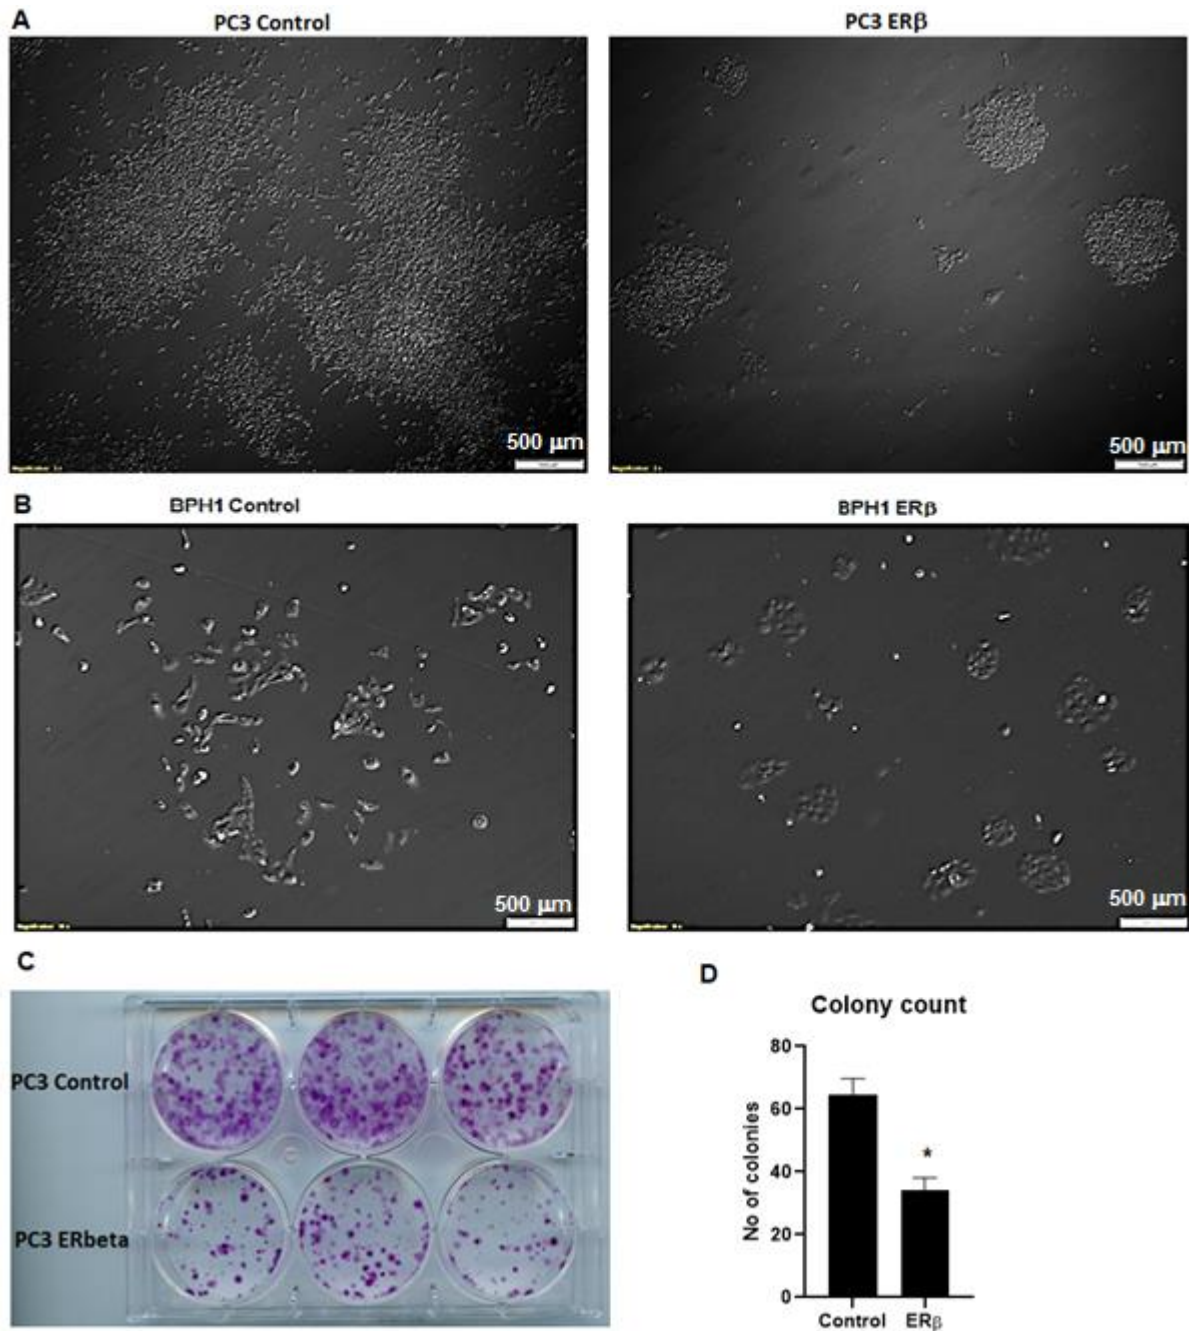 A
PC3 Control
PC3 ERβ
500 μm
500 μm
B
BPH1 Control
BPH1 ERβ
500 μm
500 μm
C
PC3 Control
PC3 ERbeta
D
Colony count
No of colonies
80
60
40
20
0
*
Control
ERβ